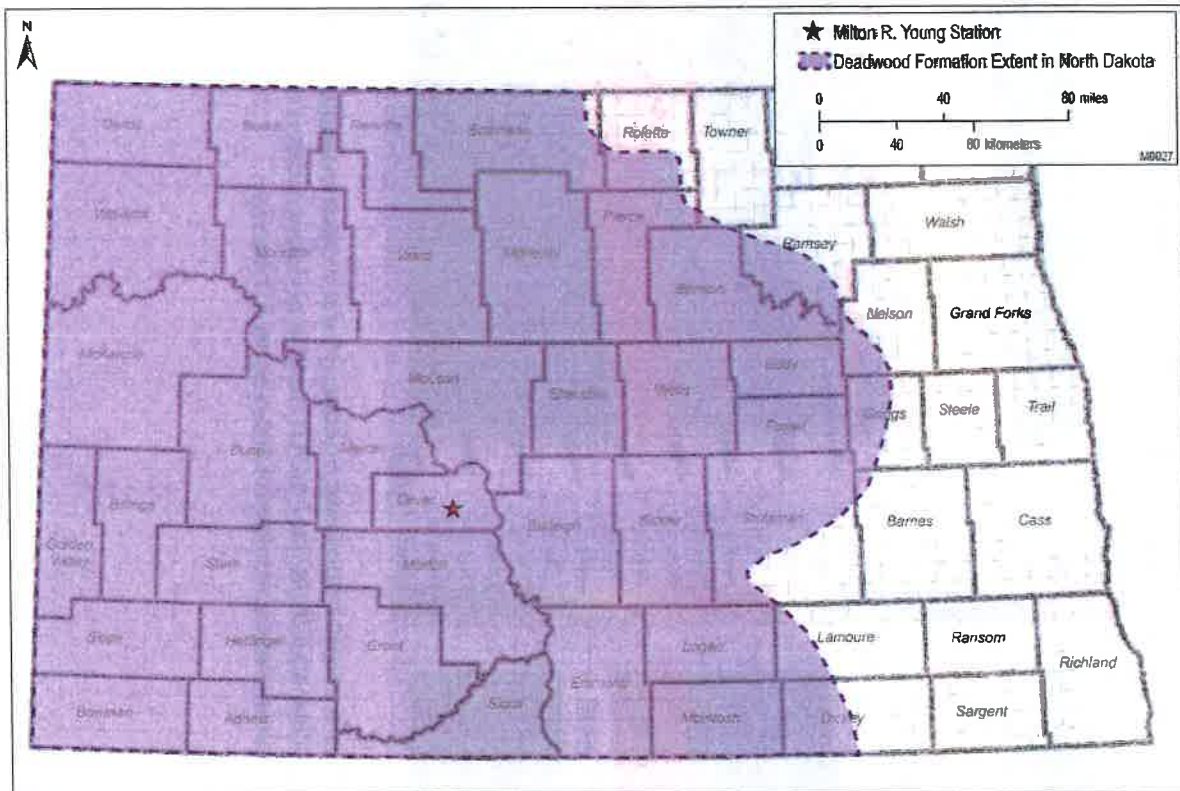 N
Milton R. Young Station
Deadwood Formation Extent in North Dakota
0 40 80 miles
0 40 80 kilometers
M0027
Divide Burke Renville Bottineau Rolette Towner
Williams Mountrail Ward McHenry Pierce Ramsey Walsh
Benson Nelson Grand Forks
McKenzie McLean Sheridan Wells Eddy
Foster Griggs Steele Traill
Dunn Mercer
Oliver
Billings Burleigh Kidder Stutsman Barnes Cass
Golden
Valley
Stark Morton
Slope Hettinger Grant Logan Lamoure Ransom
Emmons Richland
Bowman Adams Sioux McIntosh Dickey Sargent